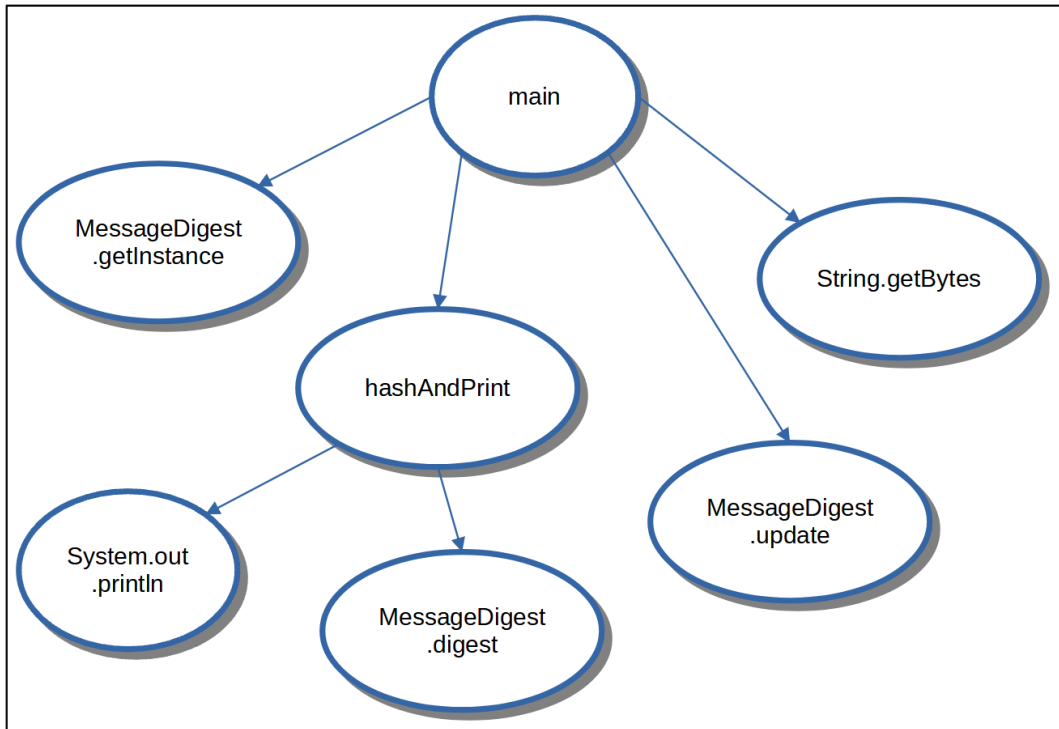 main
MessageDigest
.getInstance
String.getBytes
hashAndPrint
MessageDigest
.update
System.out
.println
MessageDigest
.digest